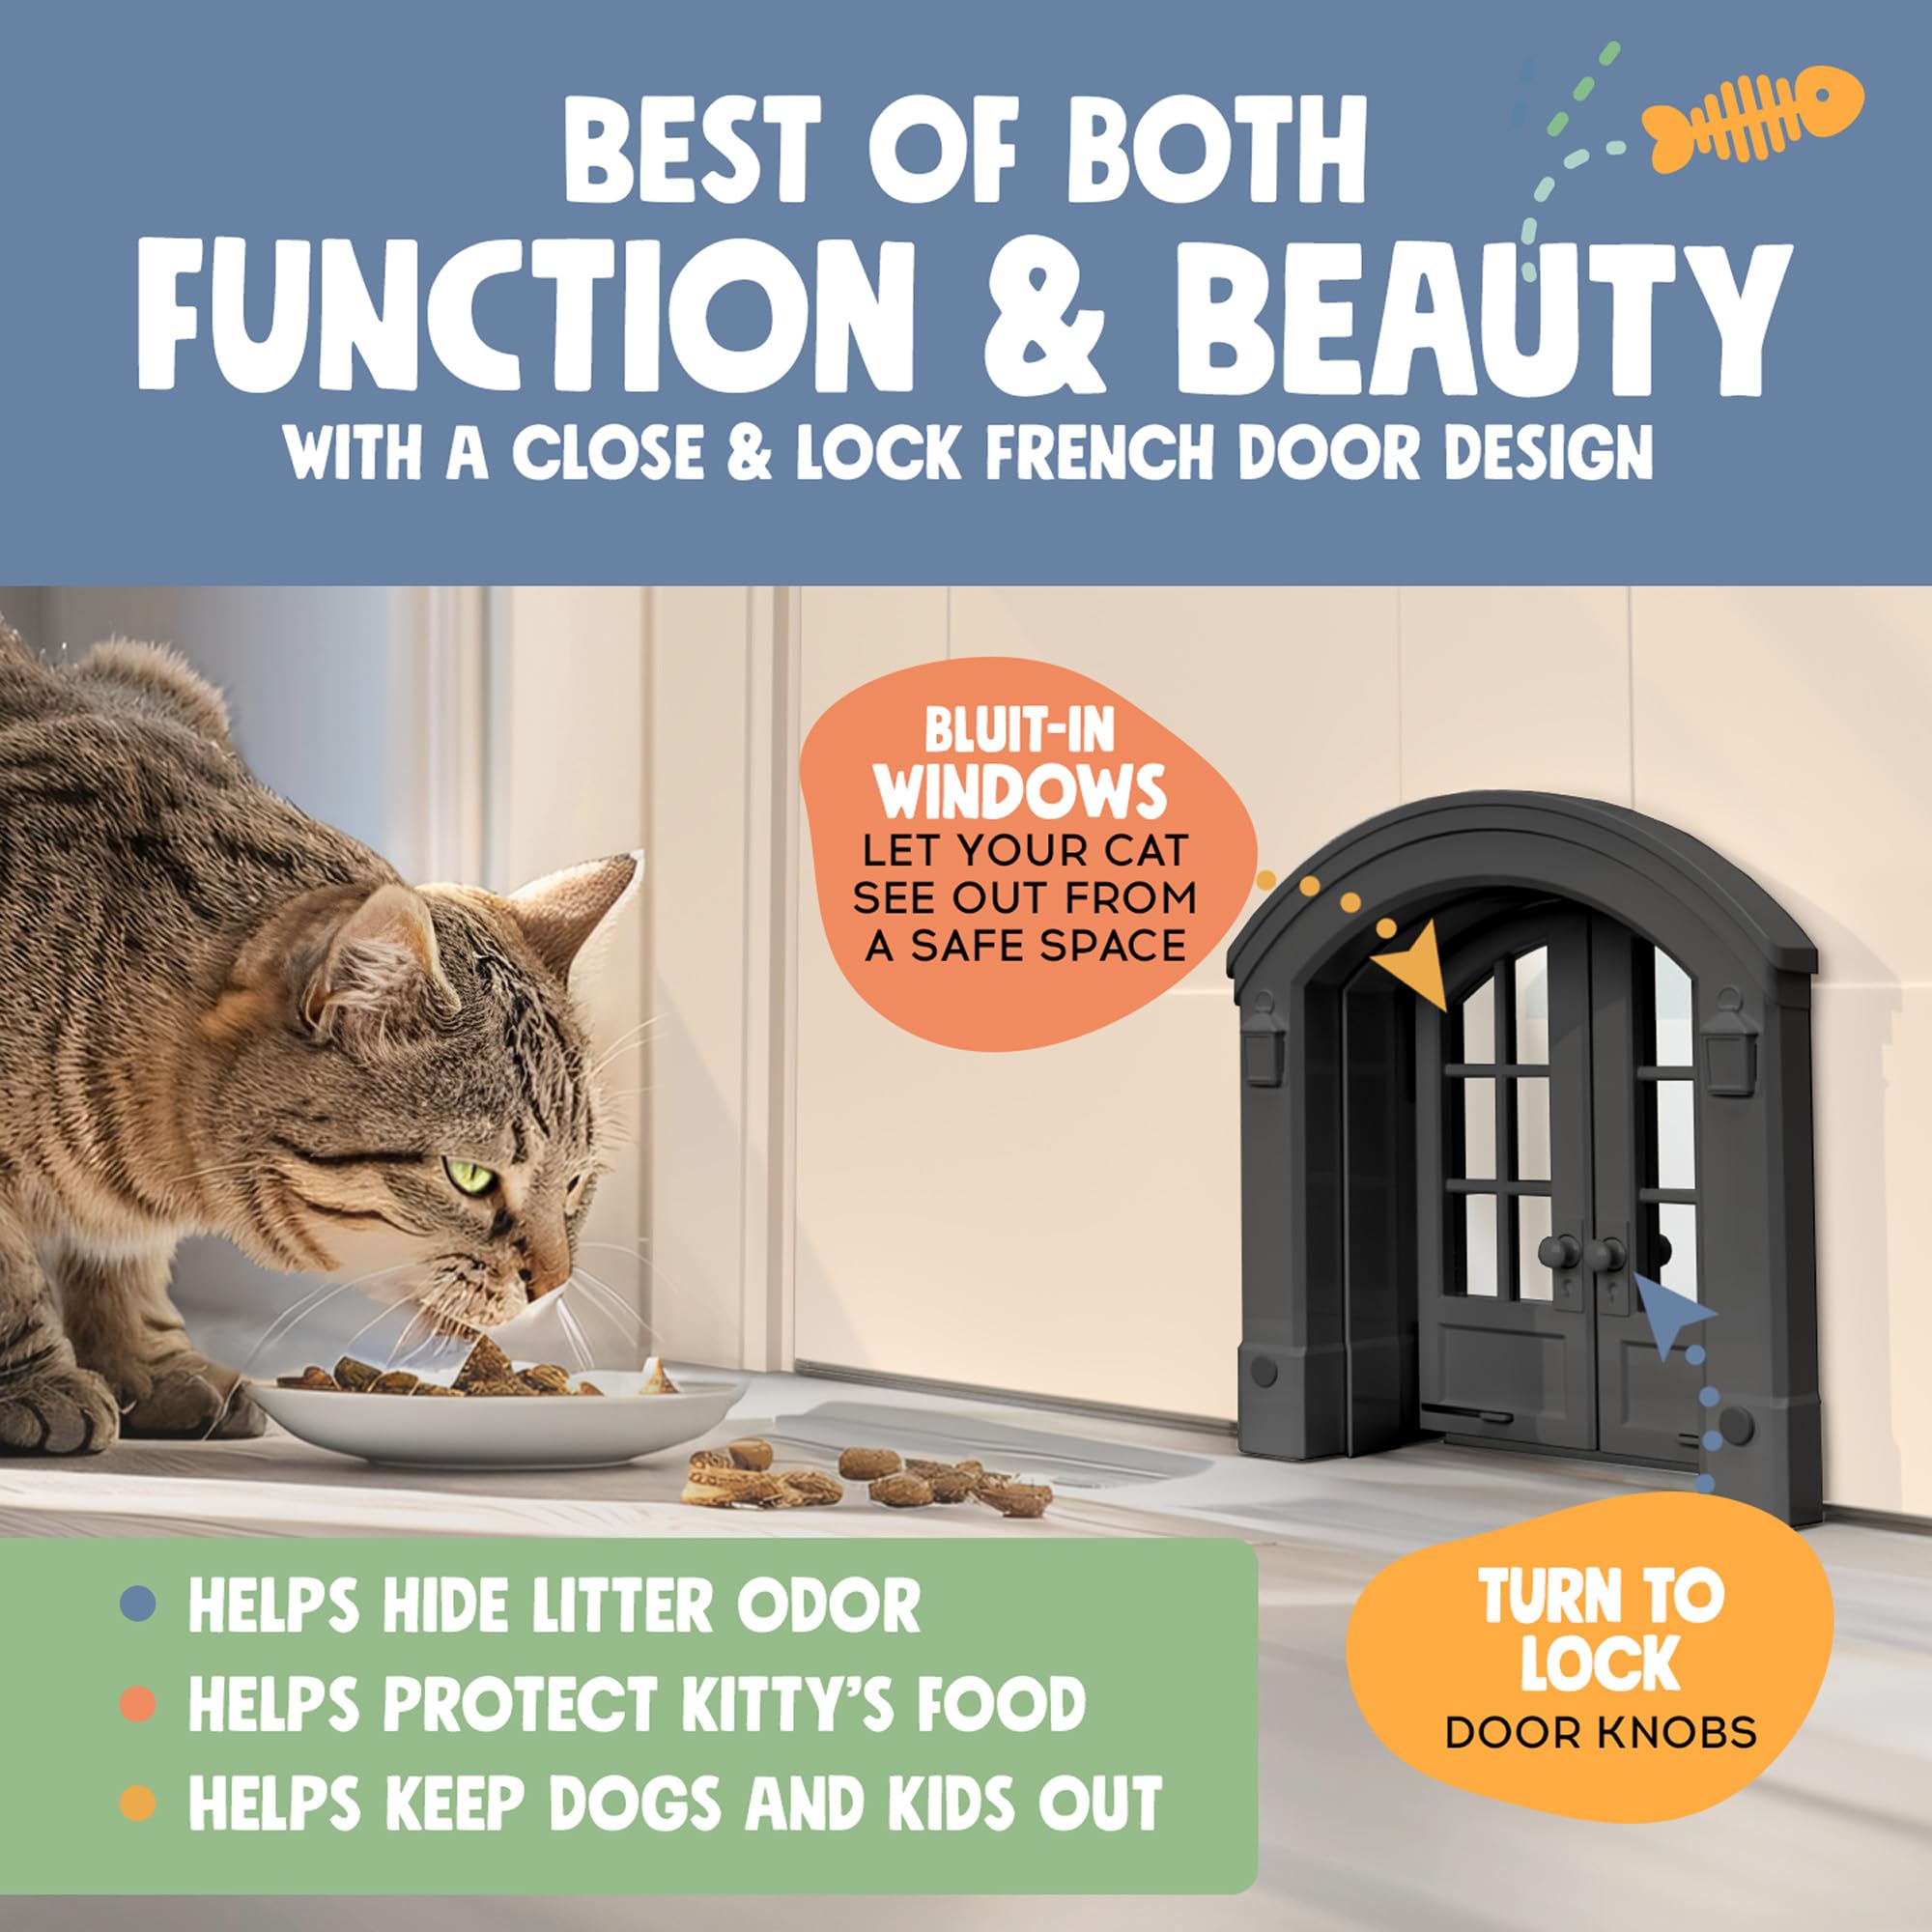 BEST OF BOTH
FUNCTION & BEAUTY
WITH A CLOSE & LOCK FRENCH DOOR DESIGN
BLUIT-IN
WINDOWS
LET YOUR CAT
SEE OUT FROM
A SAFE SPACE
HELPS HIDE LITTER ODOR
HELPS PROTECT KITTY'S FOOD
HELPS KEEP DOGS AND KIDS OUT
TURN TO
LOCK
DOOR KNOBS